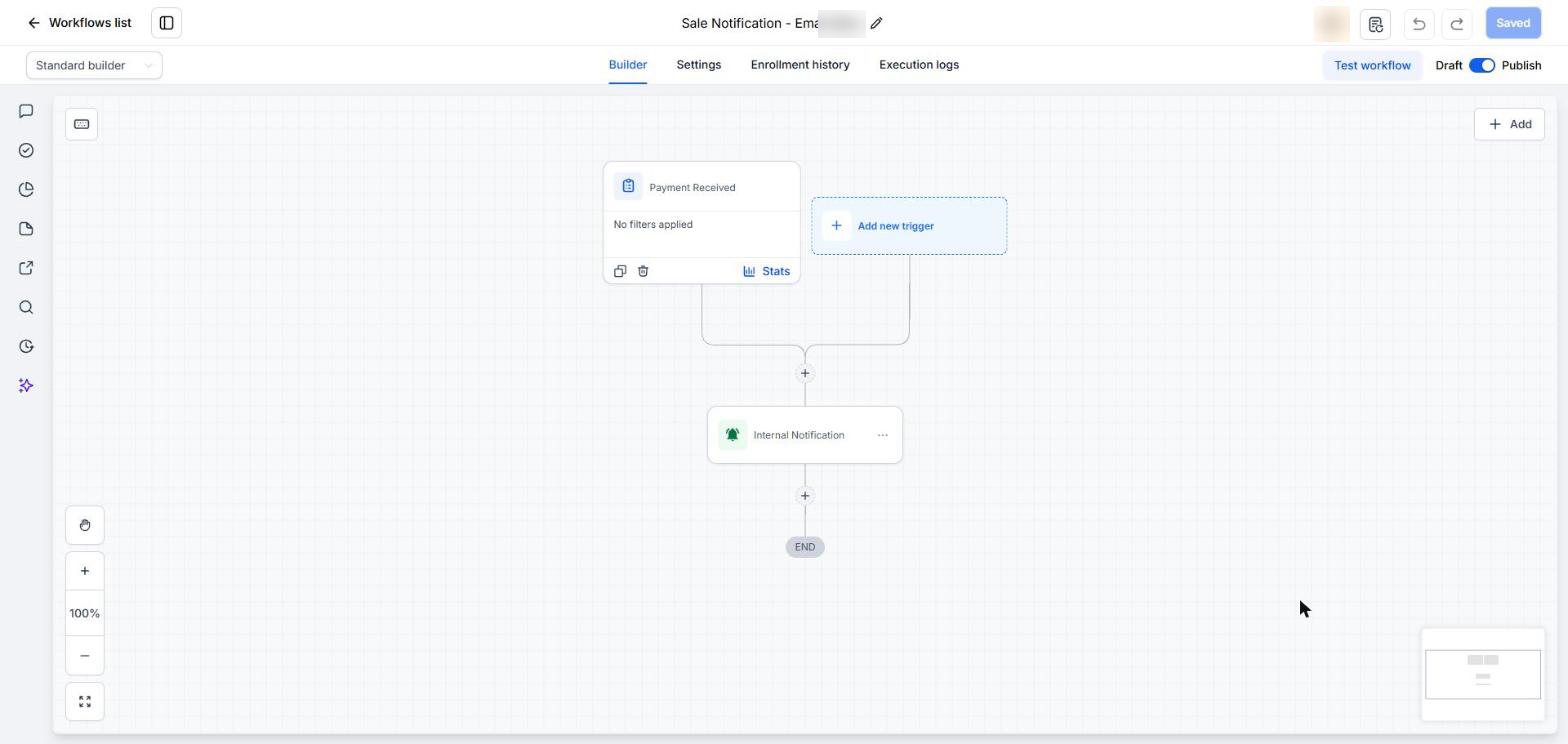 Workflows list
Sale Notification - Ema
Saved
Standard builder
Builder
Settings
Enrollment history
Execution logs
Test workflow
Draft
Publish
Add
Payment Received
No filters applied
Stats
Add new trigger
Internal Notification
END
100%